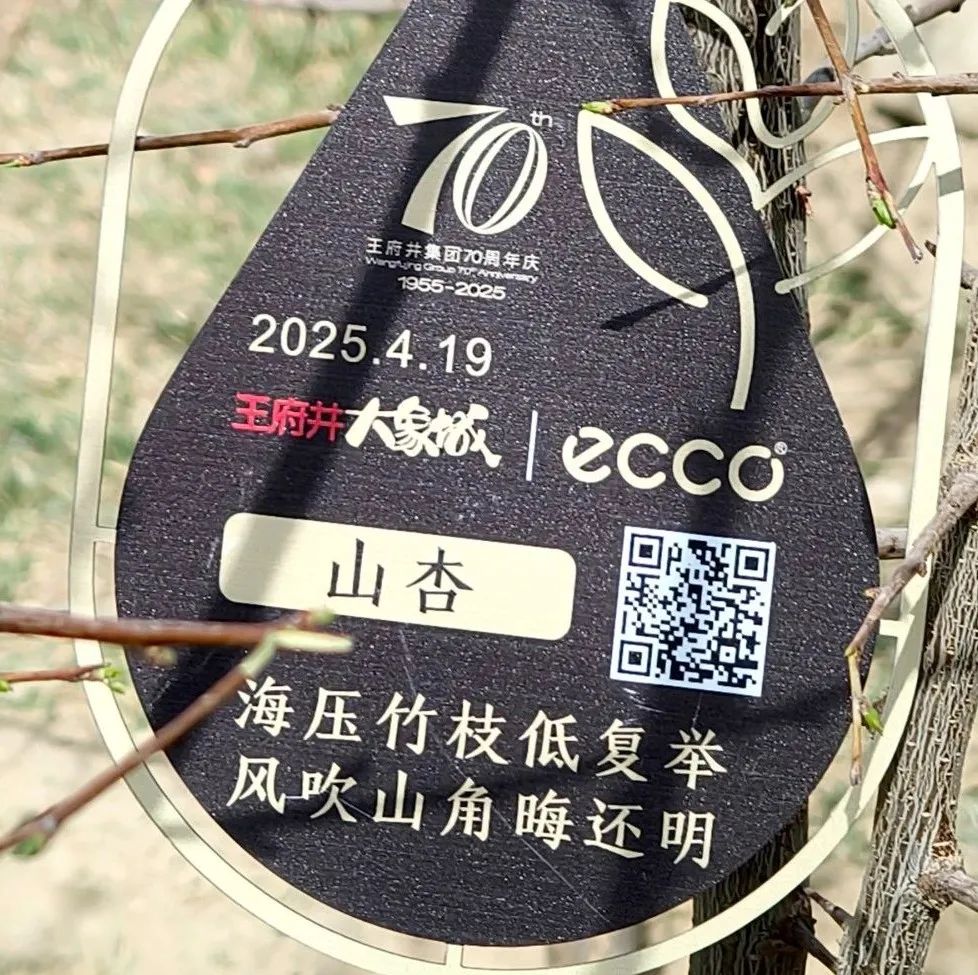 70th
王府井集团70周年庆
Wangfujing Group 70th Anniversary
1955-2025
2025.4.19
王府井大象城 | ecco®
山杏
海压竹枝低复举
风吹山角晦还明